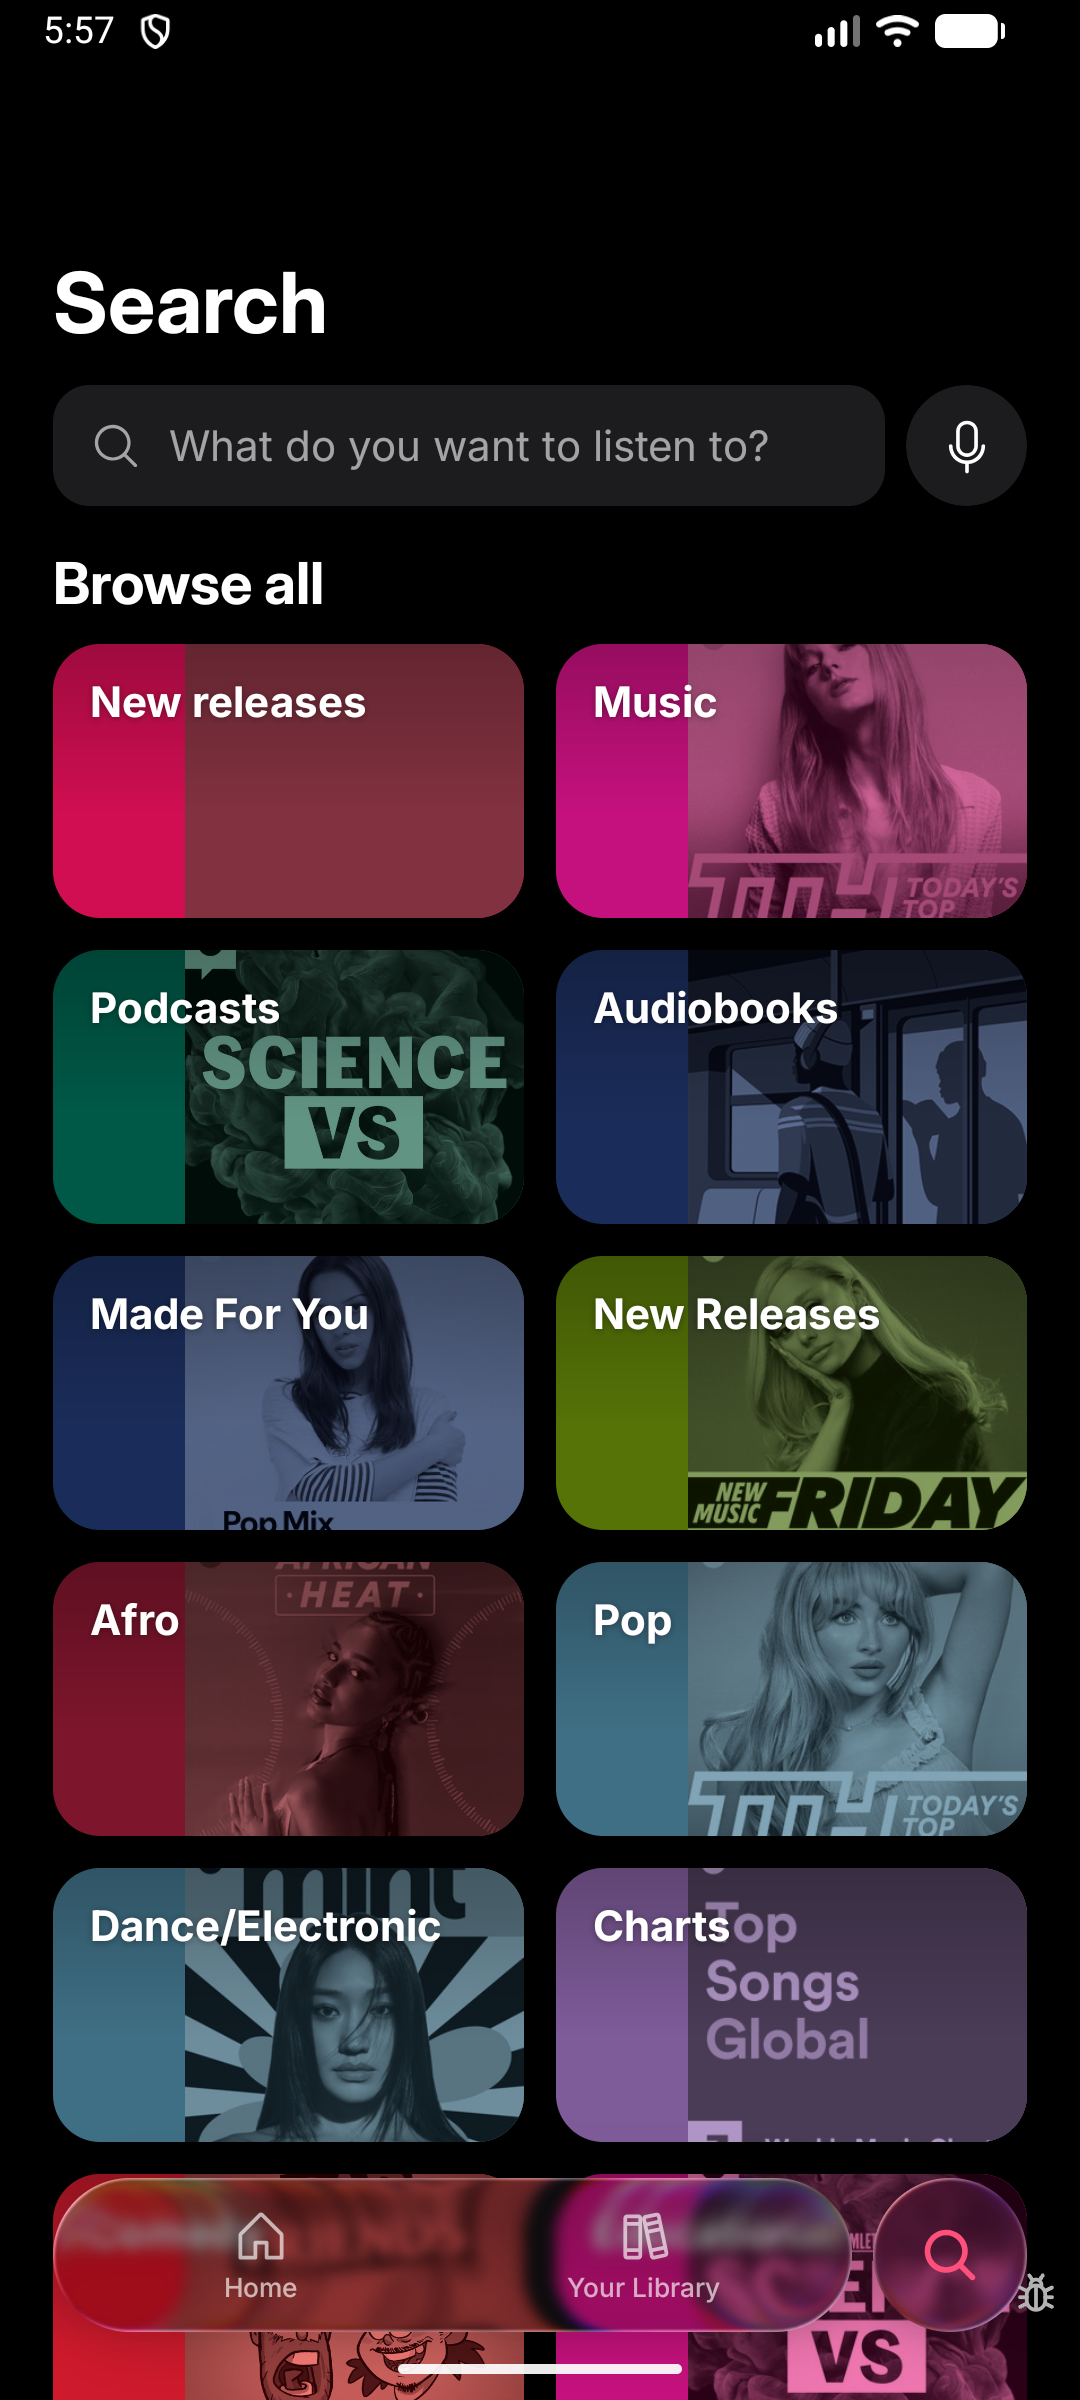 5:57
Search
What do you want to listen to?
Browse all
New releases
Music
TODAY'S
TOP
Podcasts
SCIENCE
VS
Audiobooks
Made For You
Pop Mix
New Releases
NEW
MUSIC
FRIDAY
Afro
AFRICAN
HEAT
Pop
TODAY'S
TOP
Dance/Electronic
mint
Charts
Top
Songs
Global
Home
Your Library
VS